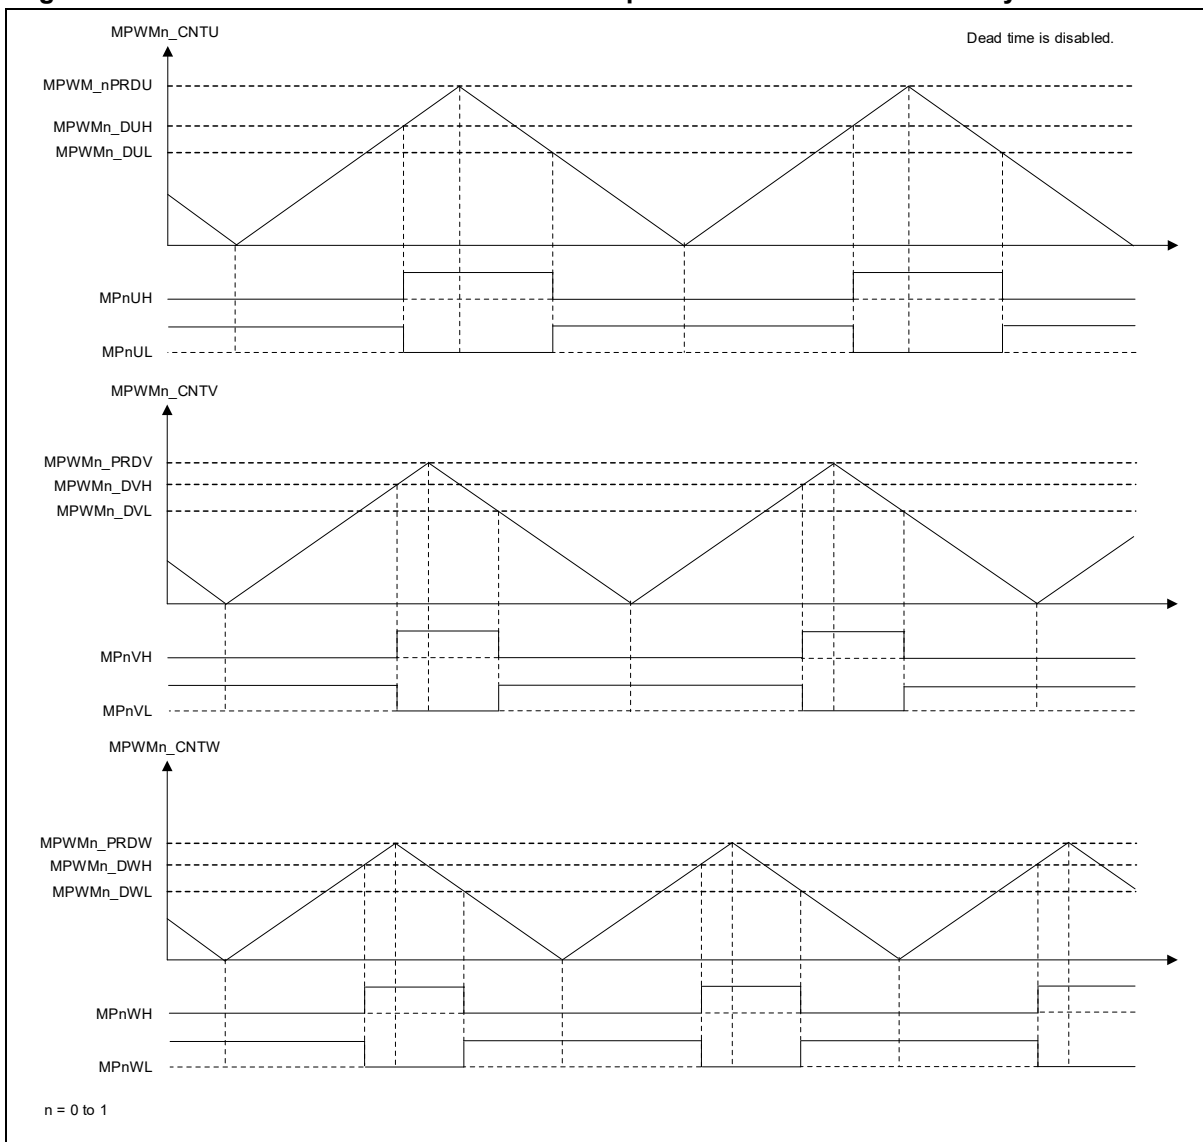 MPWMn_CNTU
Dead time is disabled.
MPWM_nPRDU
MPWMn_DUH
MPWMn_DUL
MPnUH
MPnUL
MPWMn_CNTV
MPWMn_PRDV
MPWMn_DVH
MPWMn_DVL
MPnVH
MPnVL
MPWMn_CNTW
MPWMn_PRDW
MPWMn_DWH
MPWMn_DWL
MPnWH
MPnWL
n = 0 to 1